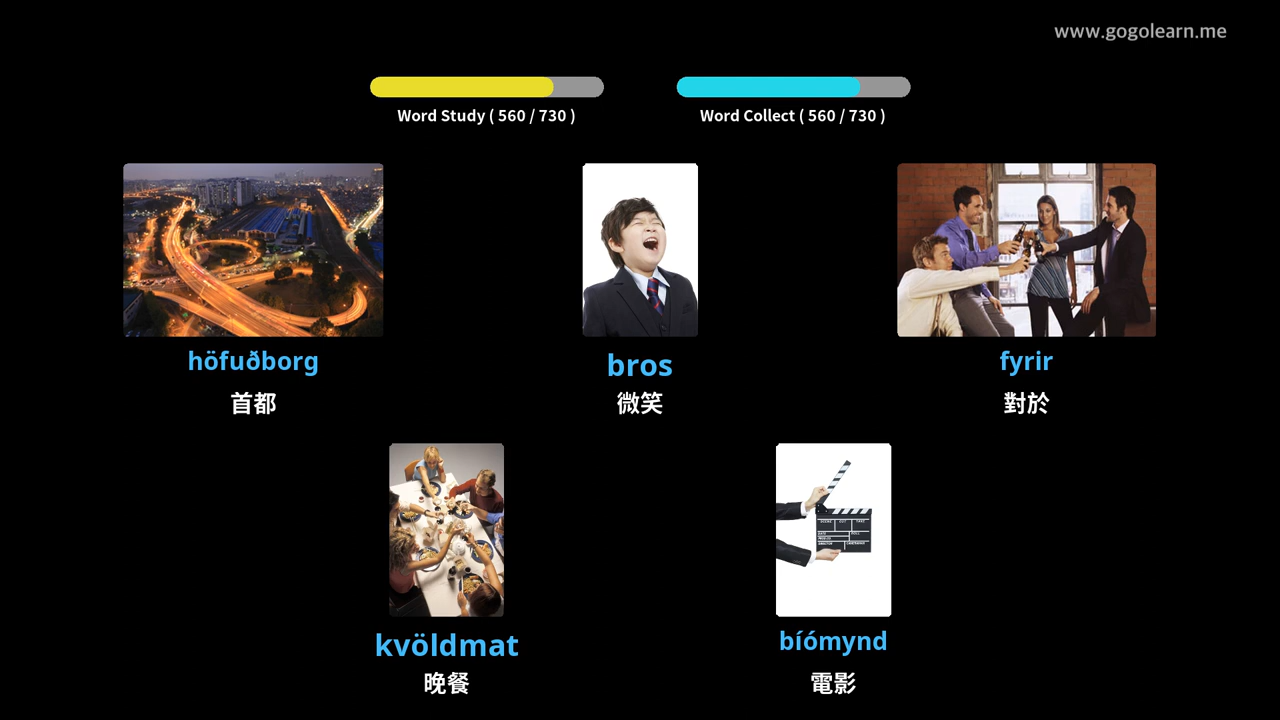 www.gogolearn.me
Word Study ( 560 / 730 )
Word Collect ( 560 / 730 )
höfuðborg
首都
bros
微笑
fyrir
對於
kvöldmat
晚餐
bíómynd
電影